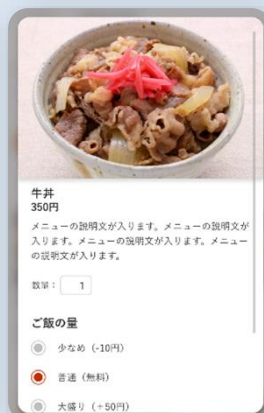 牛丼
350円
メニューの説明文が入ります。メニューの説明文が
入ります。メニューの説明文が入ります。メニュー
の説明文が入ります。
数量： 1
ご飯の量
少なめ（-10円）
普通（無料）
大盛り（+50円）